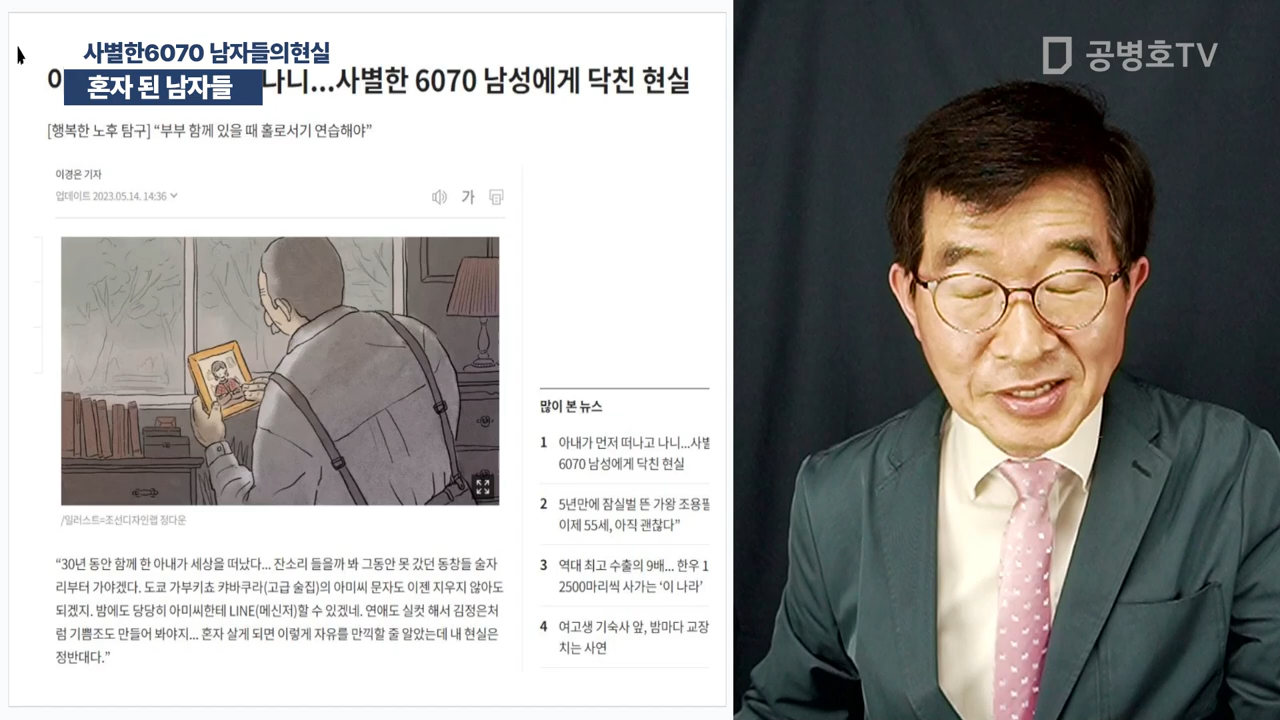 사별한6070 남자들의현실
혼자 된 남자들
나니...사별한 6070 남성에게 닥친 현실
[행복한 노후 탐구] “부부 함께 있을 때 홀로서기 연습해야”
이경은 기자
업데이트 2023.05.14. 14:36
가
/일러스트=조선디자인랩 정다운
“30년 동안 함께 한 아내가 세상을 떠났다... 잔소리 들을까 봐 그동안 못 갔던 동창들 술자
리부터 가야겠다. 도쿄 가부키쵸 캬바쿠라(고급 술집)의 아미씨 문자도 이젠 지우지 않아도
되겠지. 밤에도 당당히 아미씨한테 LINE(메신저)할 수 있겠네. 연애도 실컷 해서 김정은처
럼 기쁨조도 만들어 봐야지... 혼자 살게 되면 이렇게 자유를 만끽할 줄 알았는데 내 현실은
정반대다.”
많이 본 뉴스
1 아내가 먼저 떠나고 나니...사별
6070 남성에게 닥친 현실
2 5년만에 잠실벌 뜬 가왕 조용필
이제 55세, 아직 괜찮다”
3 역대 최고 수출의 9배... 한우 1
2500마리씩 사가는 ‘이 나라’
4 여고생 기숙사 앞, 밤마다 교장
치는 사연
공병호TV